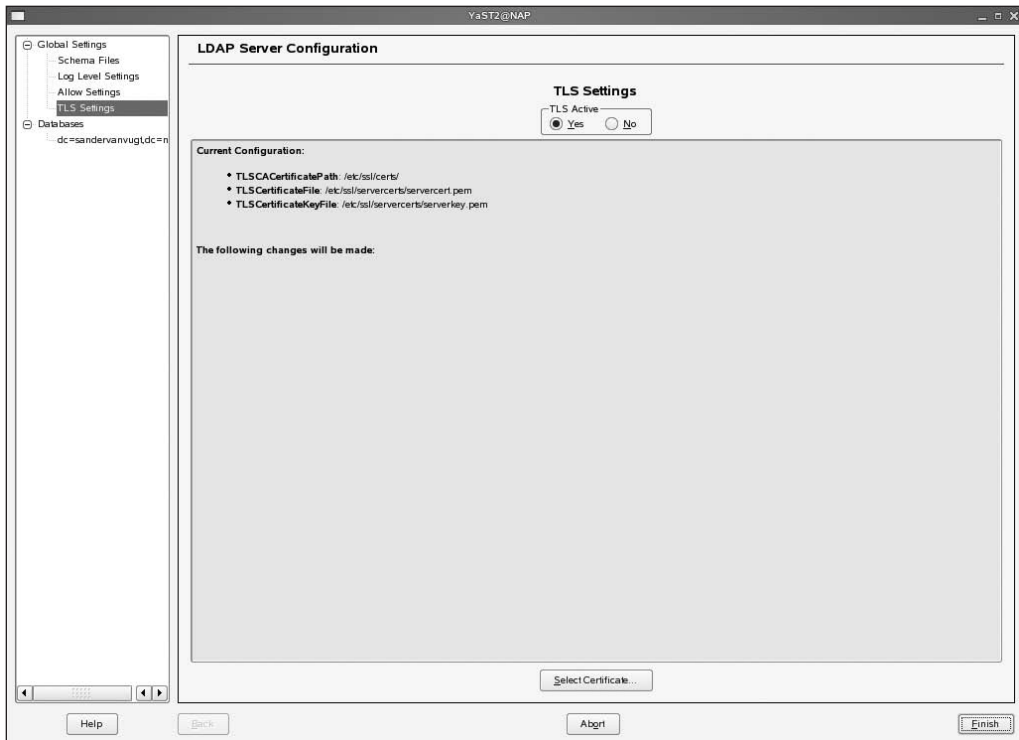 YaST2@NAP
Global Settings
Schema Files
Log Level Settings
Allow Settings
TLS Settings
Databases
dc=sandervanvugt,dc=n
LDAP Server Configuration
TLS Settings
TLS Active
Yes No
Current Configuration:
• TLSCACertificatePath: /etc/ssl/certs/
• TLSCertificateFile: /etc/ssl/servercerts/servercert.pem
• TLSCertificateKeyFile: /etc/ssl/servercerts/serverkey.pem
The following changes will be made:
Select Certificate...
Help Back Abort Finish